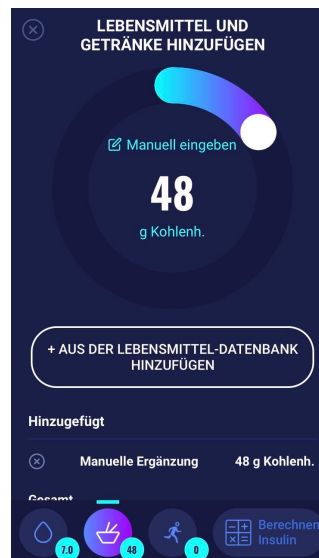 LEBENSMITTEL UND
GETRÄNKE HINZUFÜGEN
Manuell eingeben
48
g Kohlenh.
+ AUS DER LEBENSMITTEL-DATENBANK
HINZUFÜGEN
Hinzugefügt
Manuelle Ergänzung 48 g Kohlenh.
Gesamt
7.0
48
0
Berechnen
Insulin